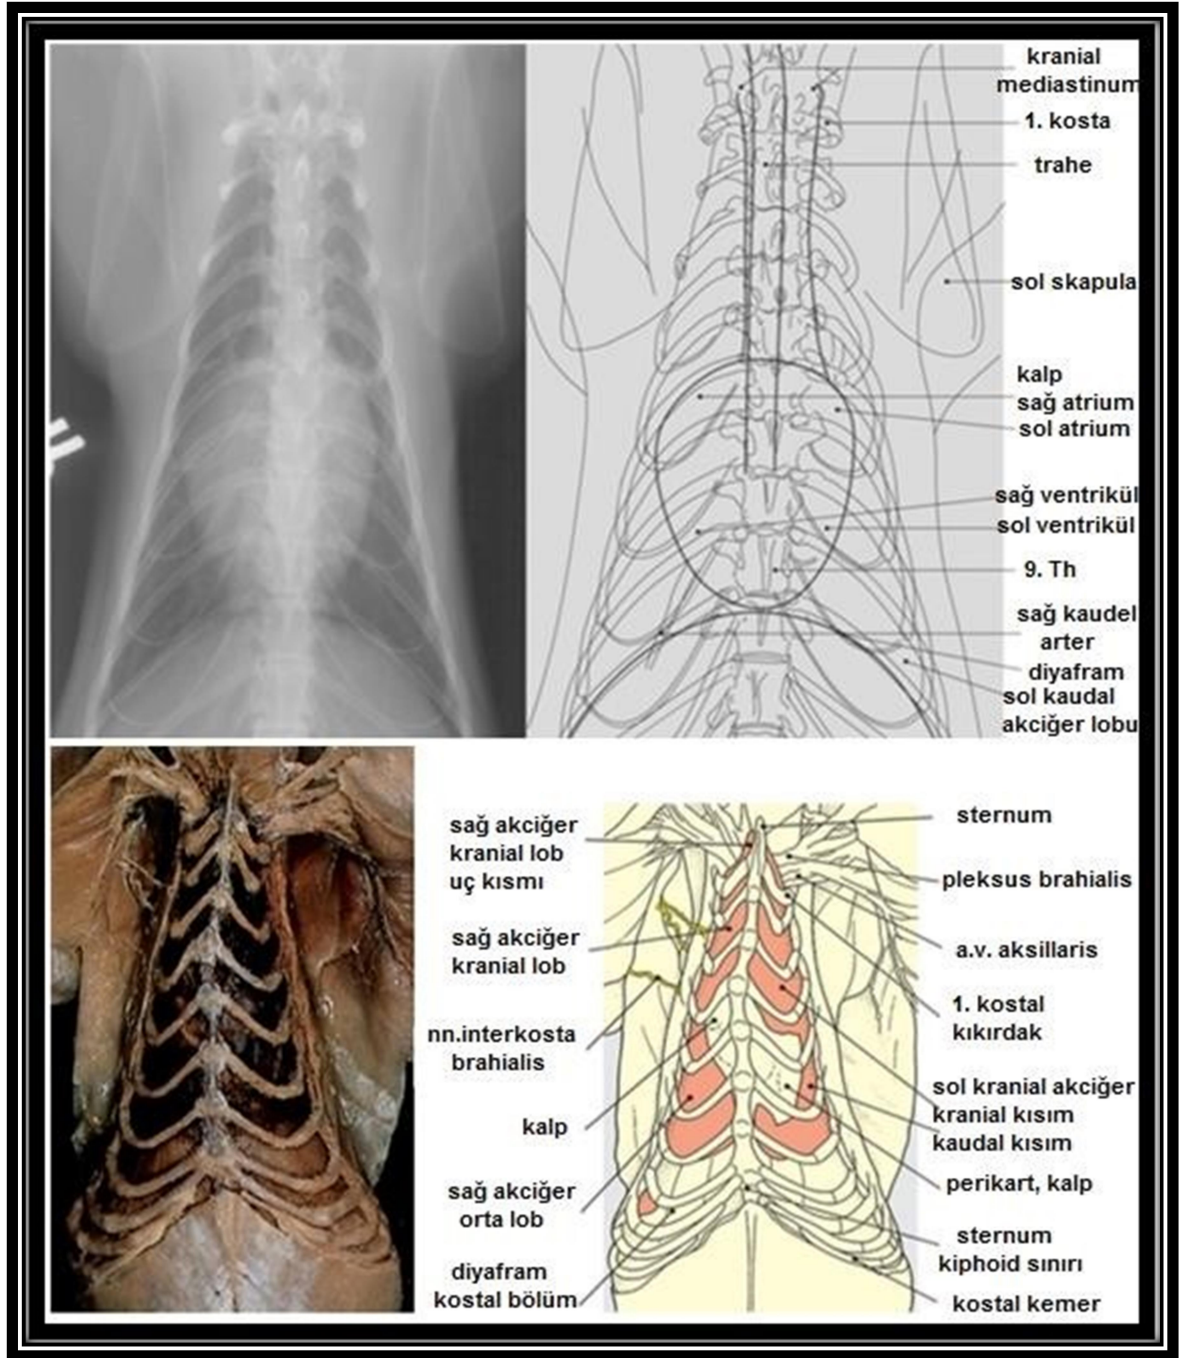 kranial
mediastinum
1. kosta
trahe
sol skapula
kalp
sağ atrium
sol atrium
sağ ventrikül
sol ventrikül
9. Th
sağ kaudel
arter
diyafram
sol kaudal
akciğer lobu
sağ akciğer
kranial lob
uç kısmı
sağ akciğer
kranial lob
nn.interkosta
brahialis
kalp
sağ akciğer
orta lob
diyafram
kostal bölüm
sternum
pleksus brahialis
a.v. aksillaris
1. kostal
kıkırdak
sol kranial akciğer
kranial kısım
kaudal kısım
perikart, kalp
sternum
kiphoid sınırı
kostal kemer